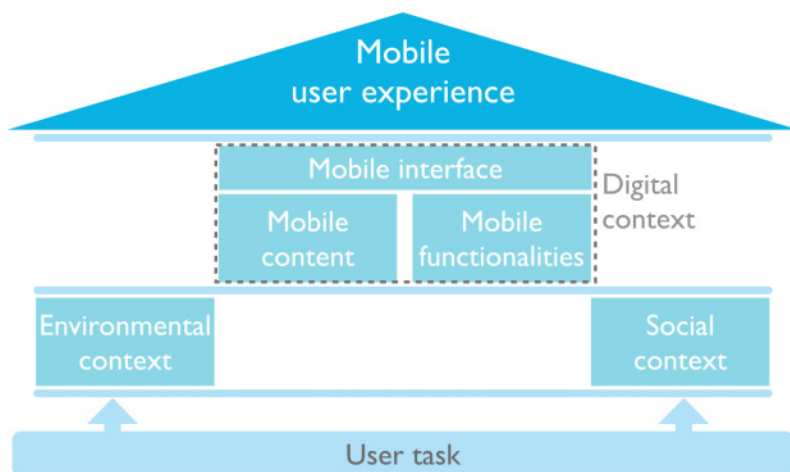 Mobile
user experience
Mobile interface
Digital
context
Mobile
content
Mobile
functionalities
Environmental
context
Social
context
User task